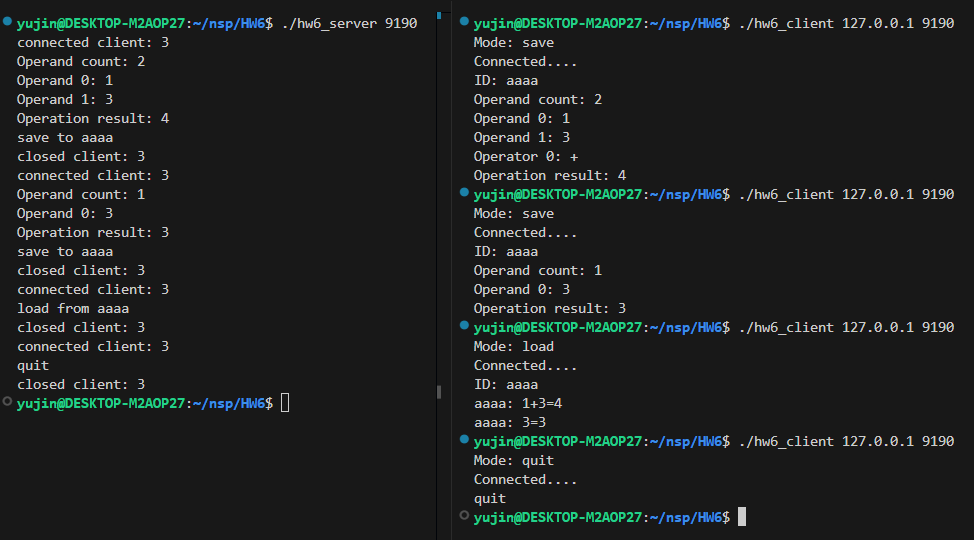 yujin@DESKTOP-M2AOP27:~/nsp/HW6$ ./hw6_server 9190
connected client: 3
Operand count: 2
Operand 0: 1
Operand 1: 3
Operation result: 4
save to aaaa
closed client: 3
connected client: 3
Operand count: 1
Operand 0: 3
Operation result: 3
save to aaaa
closed client: 3
connected client: 3
load from aaaa
closed client: 3
connected client: 3
quit
closed client: 3
yujin@DESKTOP-M2AOP27:~/nsp/HW6$
yujin@DESKTOP-M2AOP27:~/nsp/HW6$ ./hw6_client 127.0.0.1 9190
Mode: save
Connected....
ID: aaaa
Operand count: 2
Operand 0: 1
Operand 1: 3
Operator 0: +
Operation result: 4
yujin@DESKTOP-M2AOP27:~/nsp/HW6$ ./hw6_client 127.0.0.1 9190
Mode: save
Connected....
ID: aaaa
Operand count: 1
Operand 0: 3
Operation result: 3
yujin@DESKTOP-M2AOP27:~/nsp/HW6$ ./hw6_client 127.0.0.1 9190
Mode: load
Connected....
ID: aaaa
aaaa: 1+3=4
aaaa: 3=3
yujin@DESKTOP-M2AOP27:~/nsp/HW6$ ./hw6_client 127.0.0.1 9190
Mode: quit
Connected....
quit
yujin@DESKTOP-M2AOP27:~/nsp/HW6$